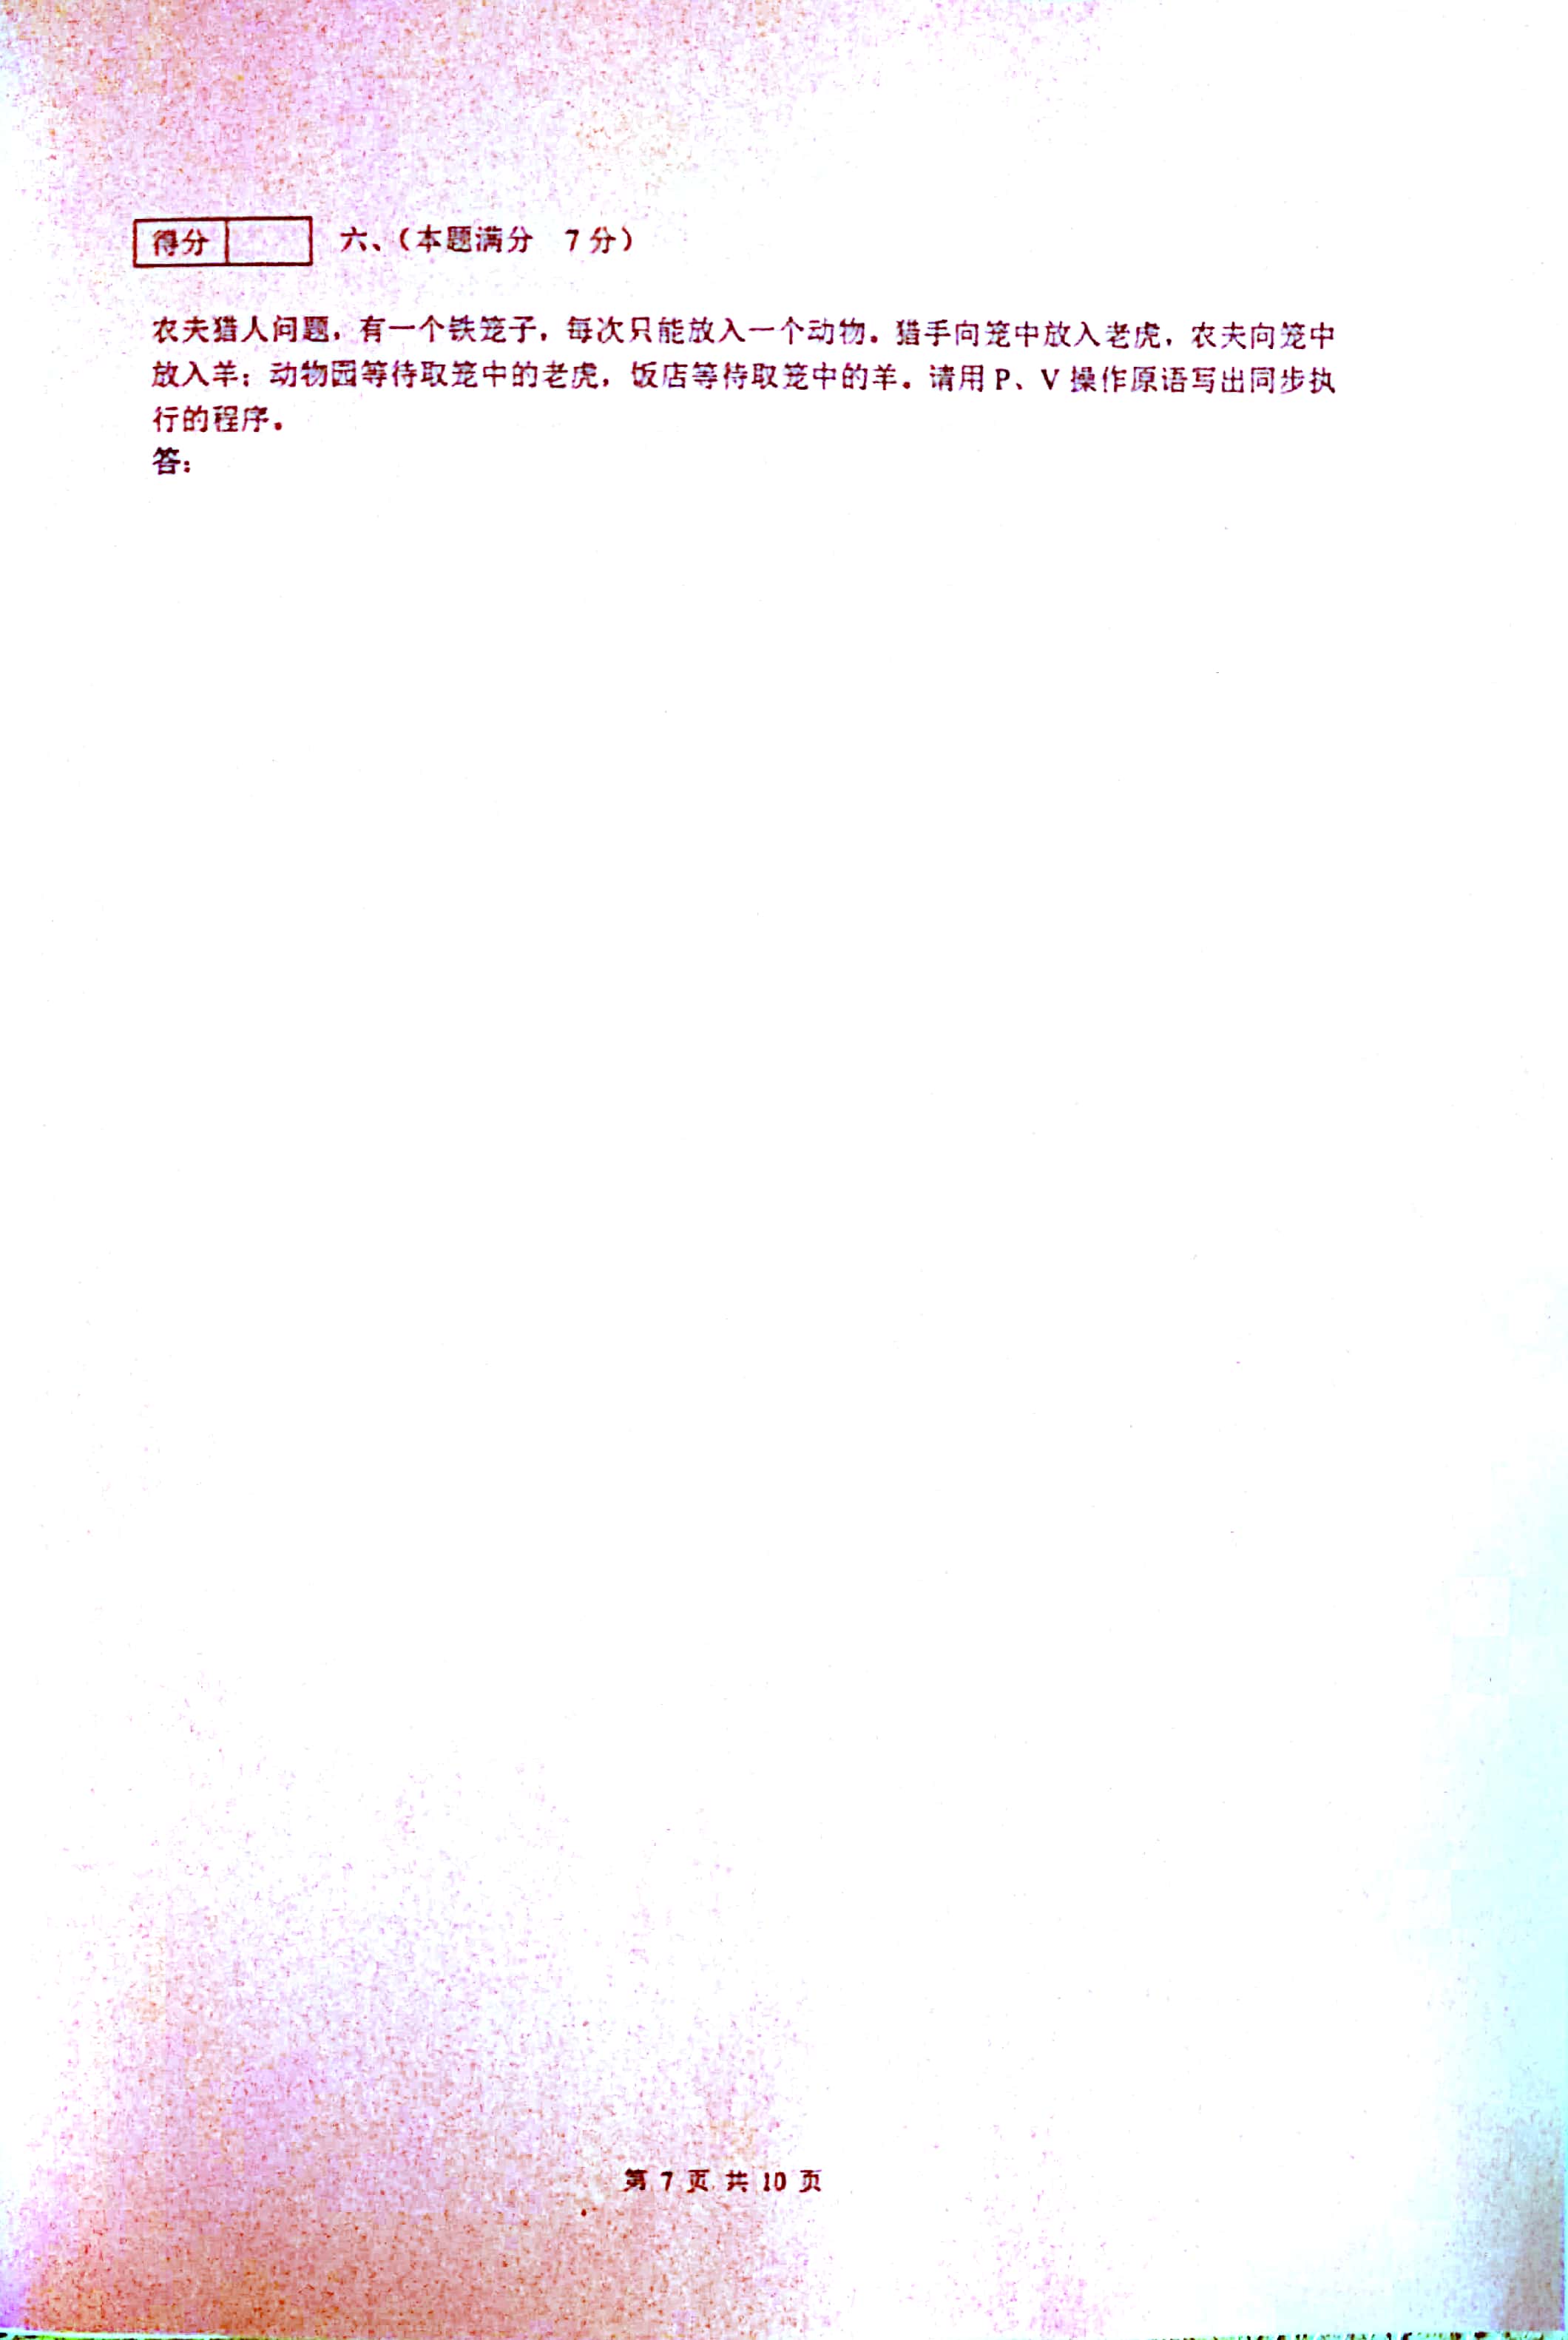 得分 六、（本题满分 7分）
农夫猎人问题，有一个铁笼子，每次只能放入一个动物。猎手向笼中放入老虎，农夫向笼中
放入羊；动物园等待取笼中的老虎，饭店等待取笼中的羊。请用 P、V 操作原语写出同步执
行的程序。
答：
第 7 页 共 10 页